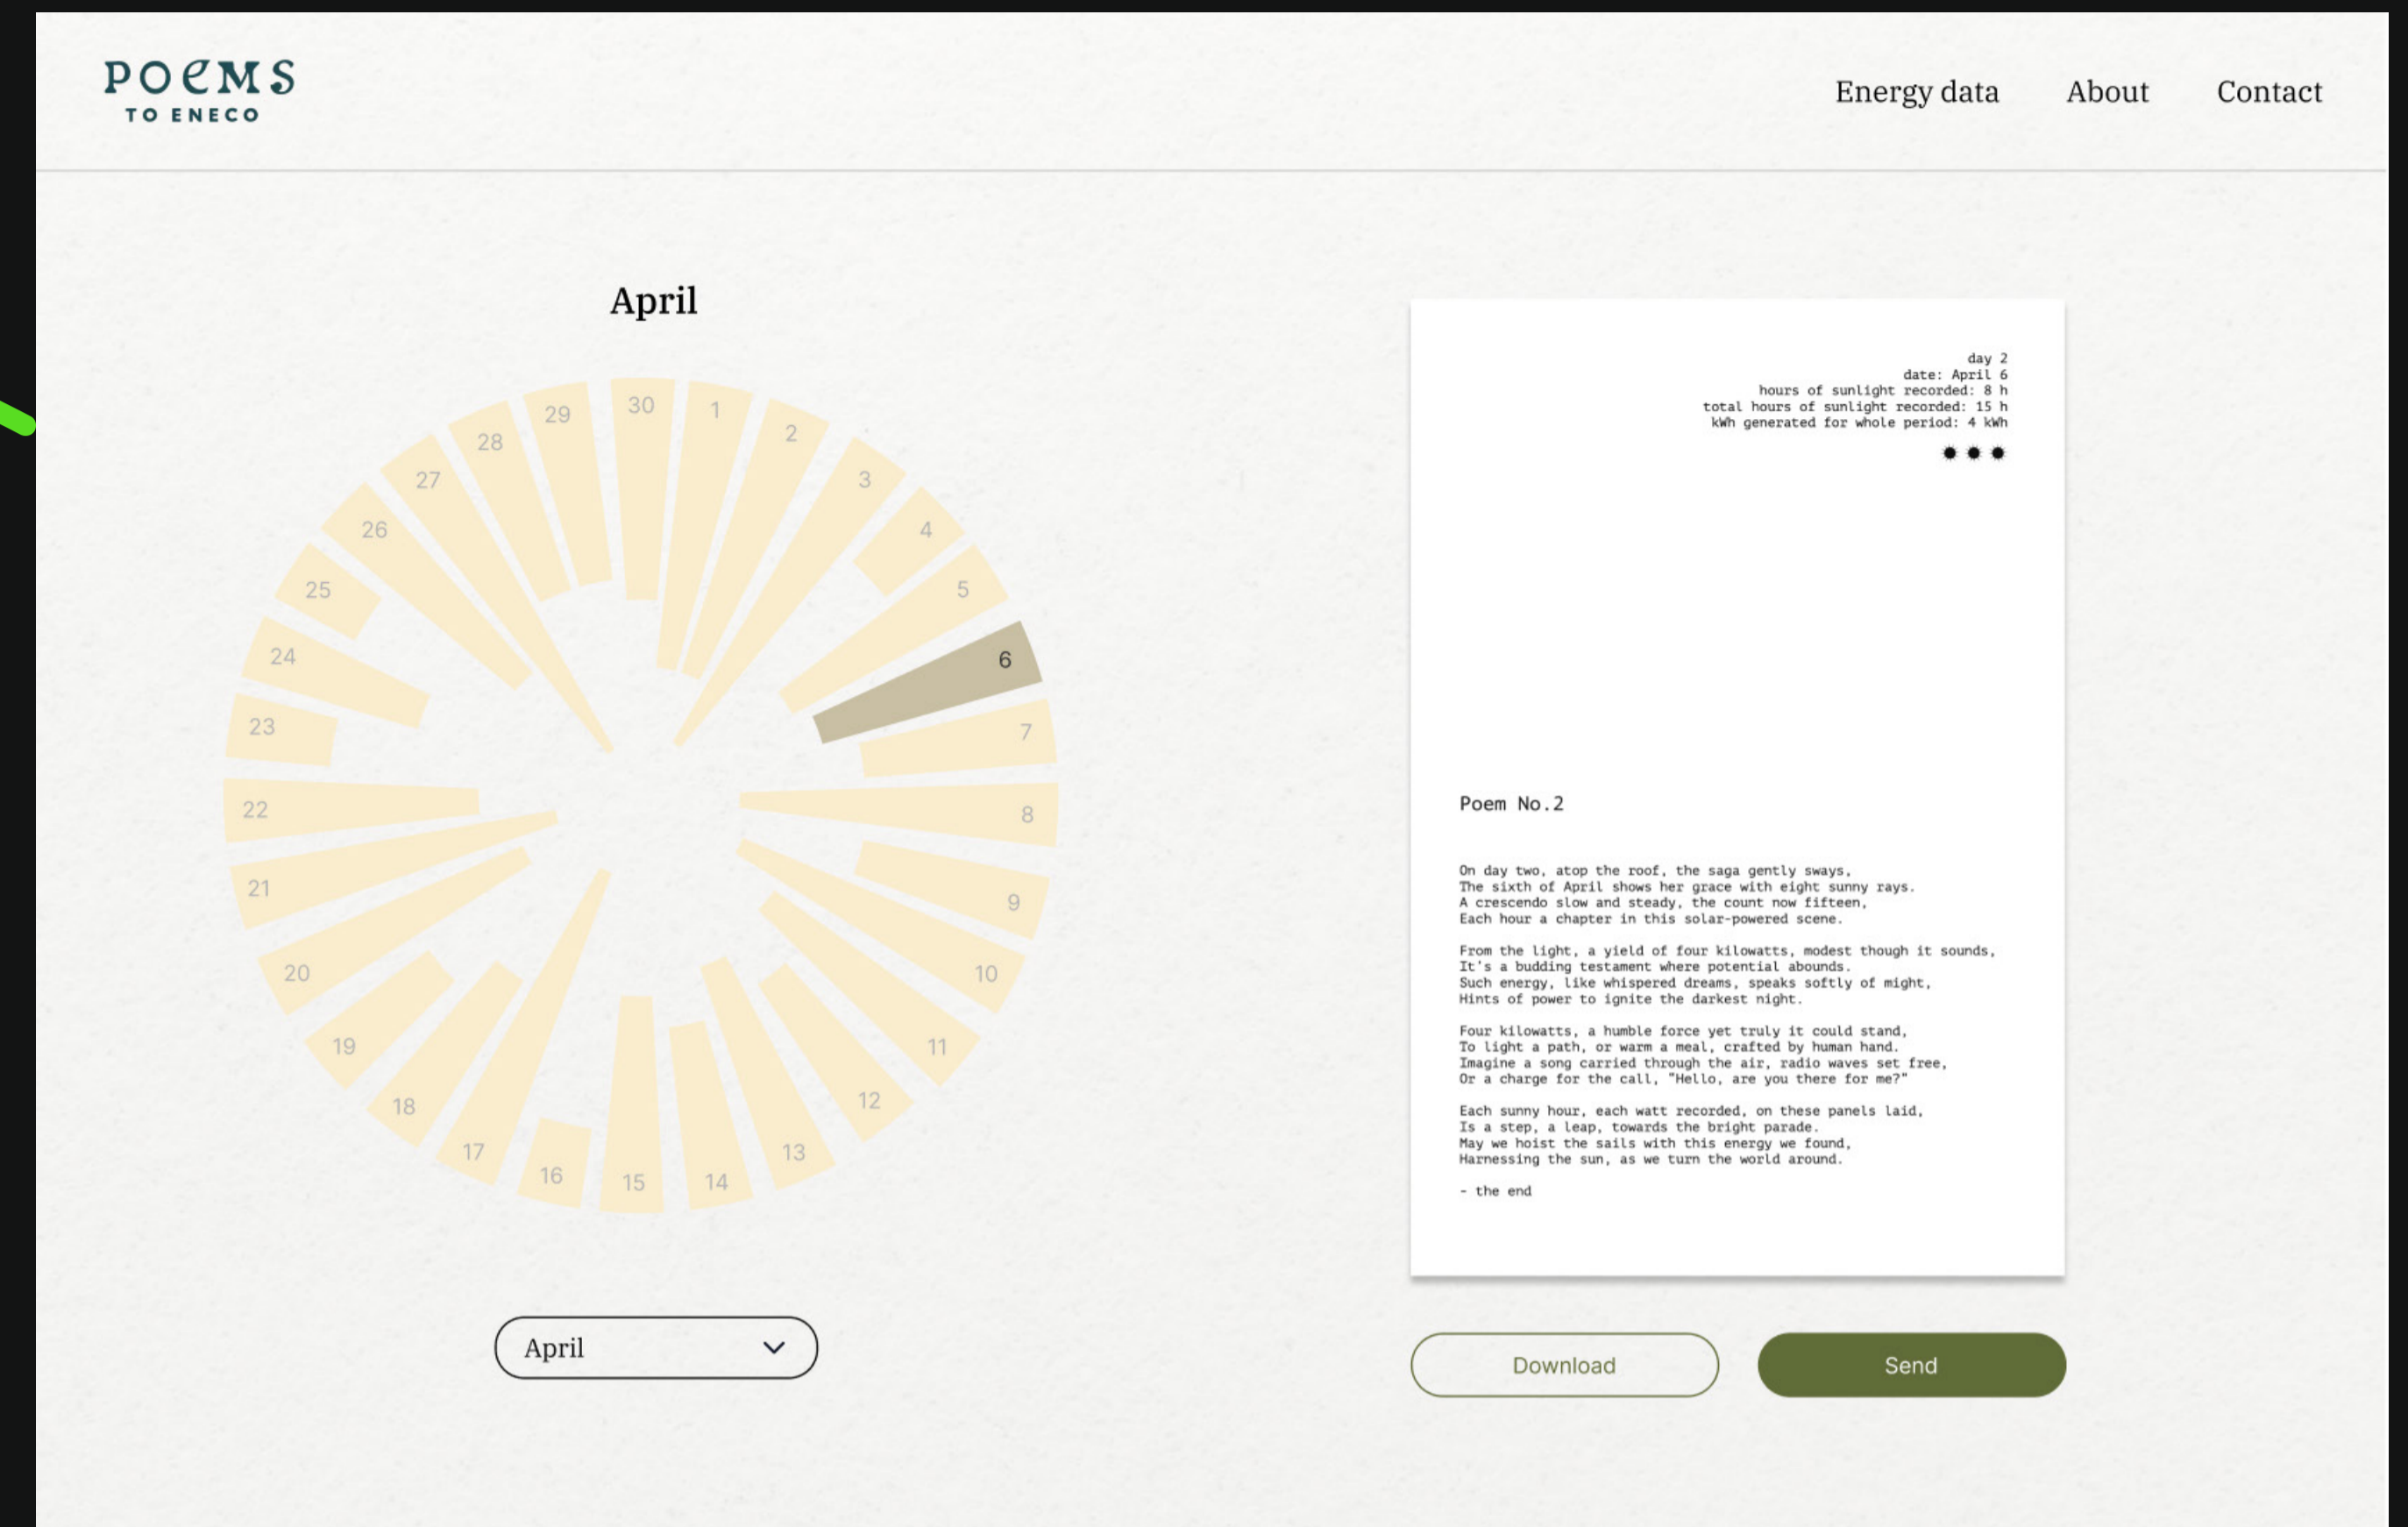 POEMS
TO ENECO
Energy data
About
Contact
April
30
1
2
3
4
5
6
7
8
9
10
11
12
13
14
15
16
17
18
19
20
21
22
23
24
25
26
27
28
29
April
day 2
date: April 6
hours of sunlight recorded: 8 h
total hours of sunlight recorded: 15 h
kWh generated for whole period: 4 kWh
Poem No.2
On day two, atop the roof, the saga gently sways,
The sixth of April shows her grace with eight sunny rays.
A crescendo slow and steady, the count now fifteen,
Each hour a chapter in this solar-powered scene.
From the light, a yield of four kilowatts, modest though it sounds,
It's a budding testament where potential abounds.
Such energy, like whispered dreams, speaks softly of might,
Hints of power to ignite the darkest night.
Four kilowatts, a humble force yet truly it could stand,
To light a path, or warm a meal, crafted by human hand.
Imagine a song carried through the air, radio waves set free,
Or a charge for the call, "Hello, are you there for me?"
Each sunny hour, each watt recorded, on these panels laid,
Is a step, a leap, towards the bright parade.
May we hoist the sails with this energy we found,
Harnessing the sun, as we turn the world around.
- the end
Download
Send